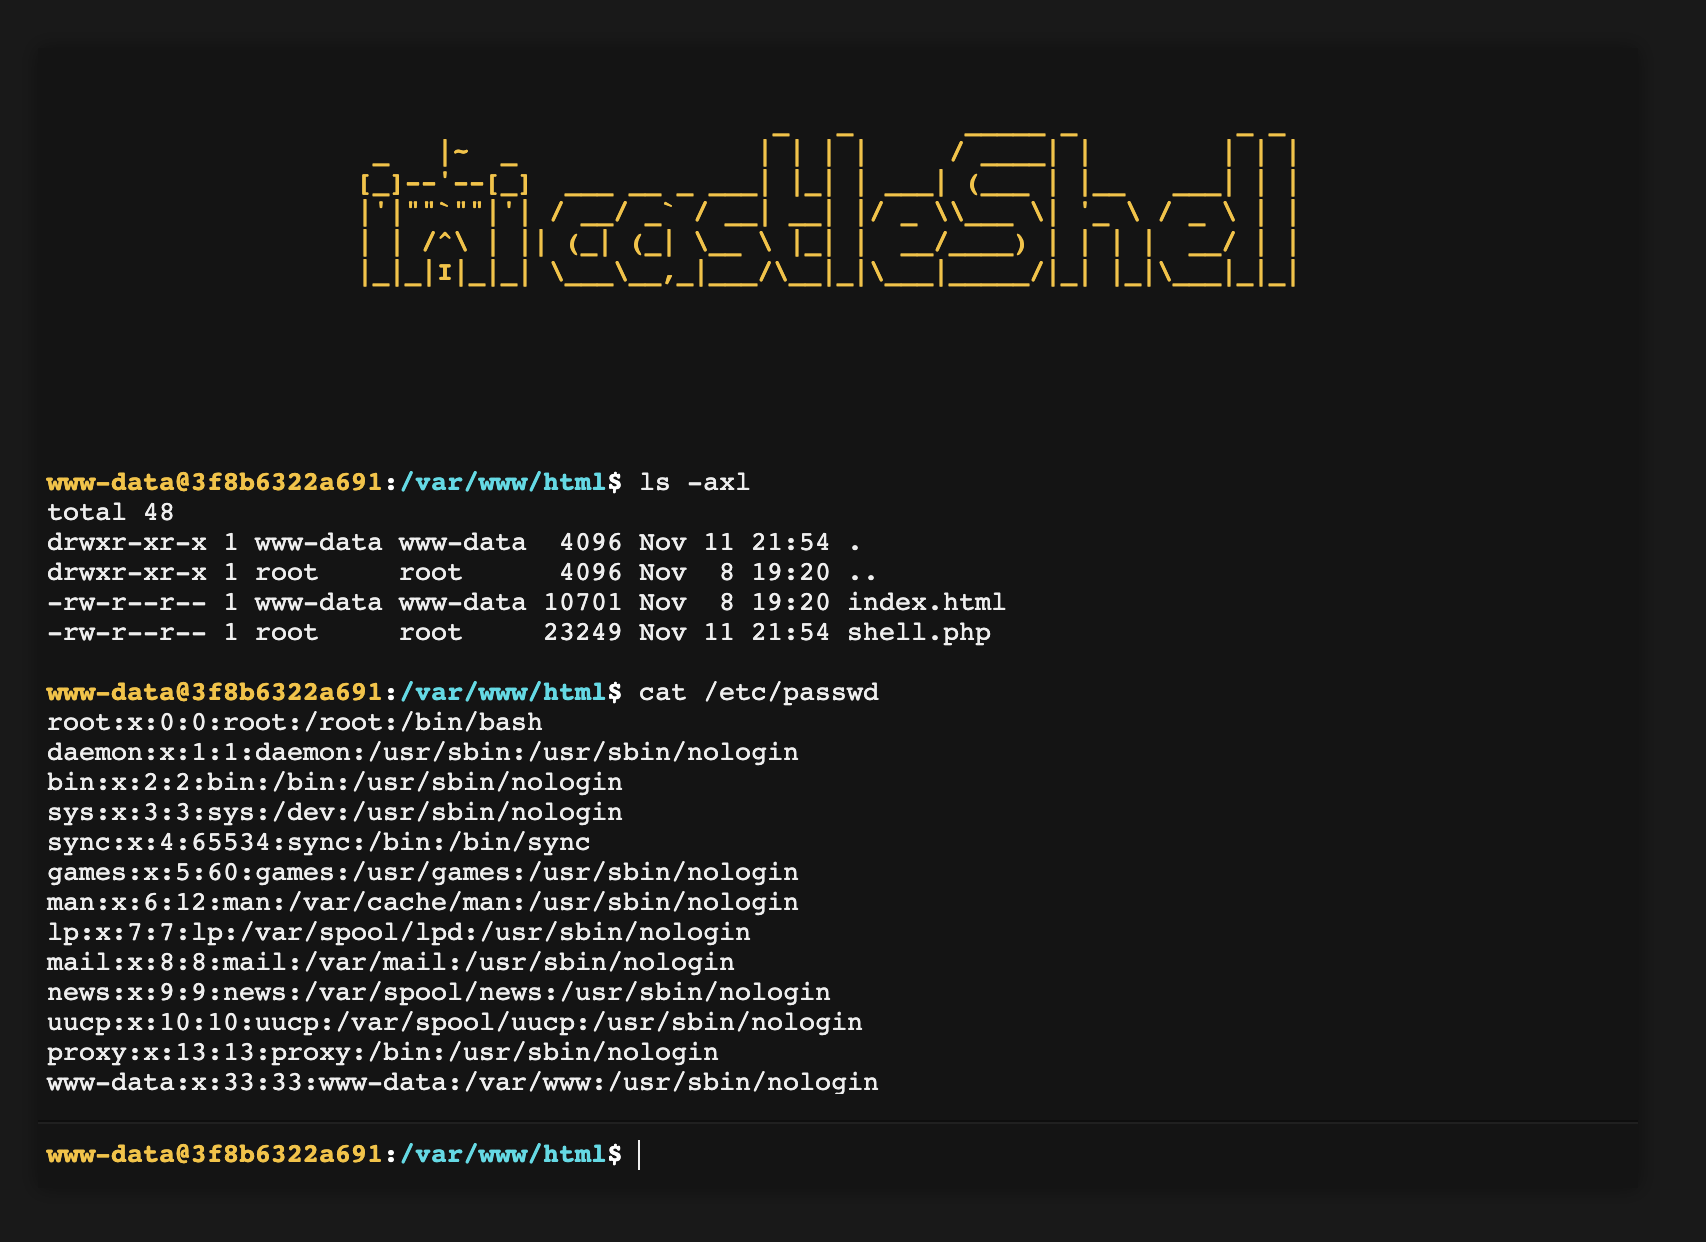 castleShell
www-data@3f8b6322a691:/var/www/html$ ls -axl
total 48
drwxr-xr-x 1 www-data www-data  4096 Nov 11 21:54 .
drwxr-xr-x 1 root     root      4096 Nov  8 19:20 ..
-rw-r--r-- 1 www-data www-data 10701 Nov  8 19:20 index.html
-rw-r--r-- 1 root     root     23249 Nov 11 21:54 shell.php
www-data@3f8b6322a691:/var/www/html$ cat /etc/passwd
root:x:0:0:root:/root:/bin/bash
daemon:x:1:1:daemon:/usr/sbin:/usr/sbin/nologin
bin:x:2:2:bin:/bin:/usr/sbin/nologin
sys:x:3:3:sys:/dev:/usr/sbin/nologin
sync:x:4:65534:sync:/bin:/bin/sync
games:x:5:60:games:/usr/games:/usr/sbin/nologin
man:x:6:12:man:/var/cache/man:/usr/sbin/nologin
lp:x:7:7:lp:/var/spool/lpd:/usr/sbin/nologin
mail:x:8:8:mail:/var/mail:/usr/sbin/nologin
news:x:9:9:news:/var/spool/news:/usr/sbin/nologin
uucp:x:10:10:uucp:/var/spool/uucp:/usr/sbin/nologin
proxy:x:13:13:proxy:/bin:/usr/sbin/nologin
www-data:x:33:33:www-data:/var/www:/usr/sbin/nologin
www-data@3f8b6322a691:/var/www/html$